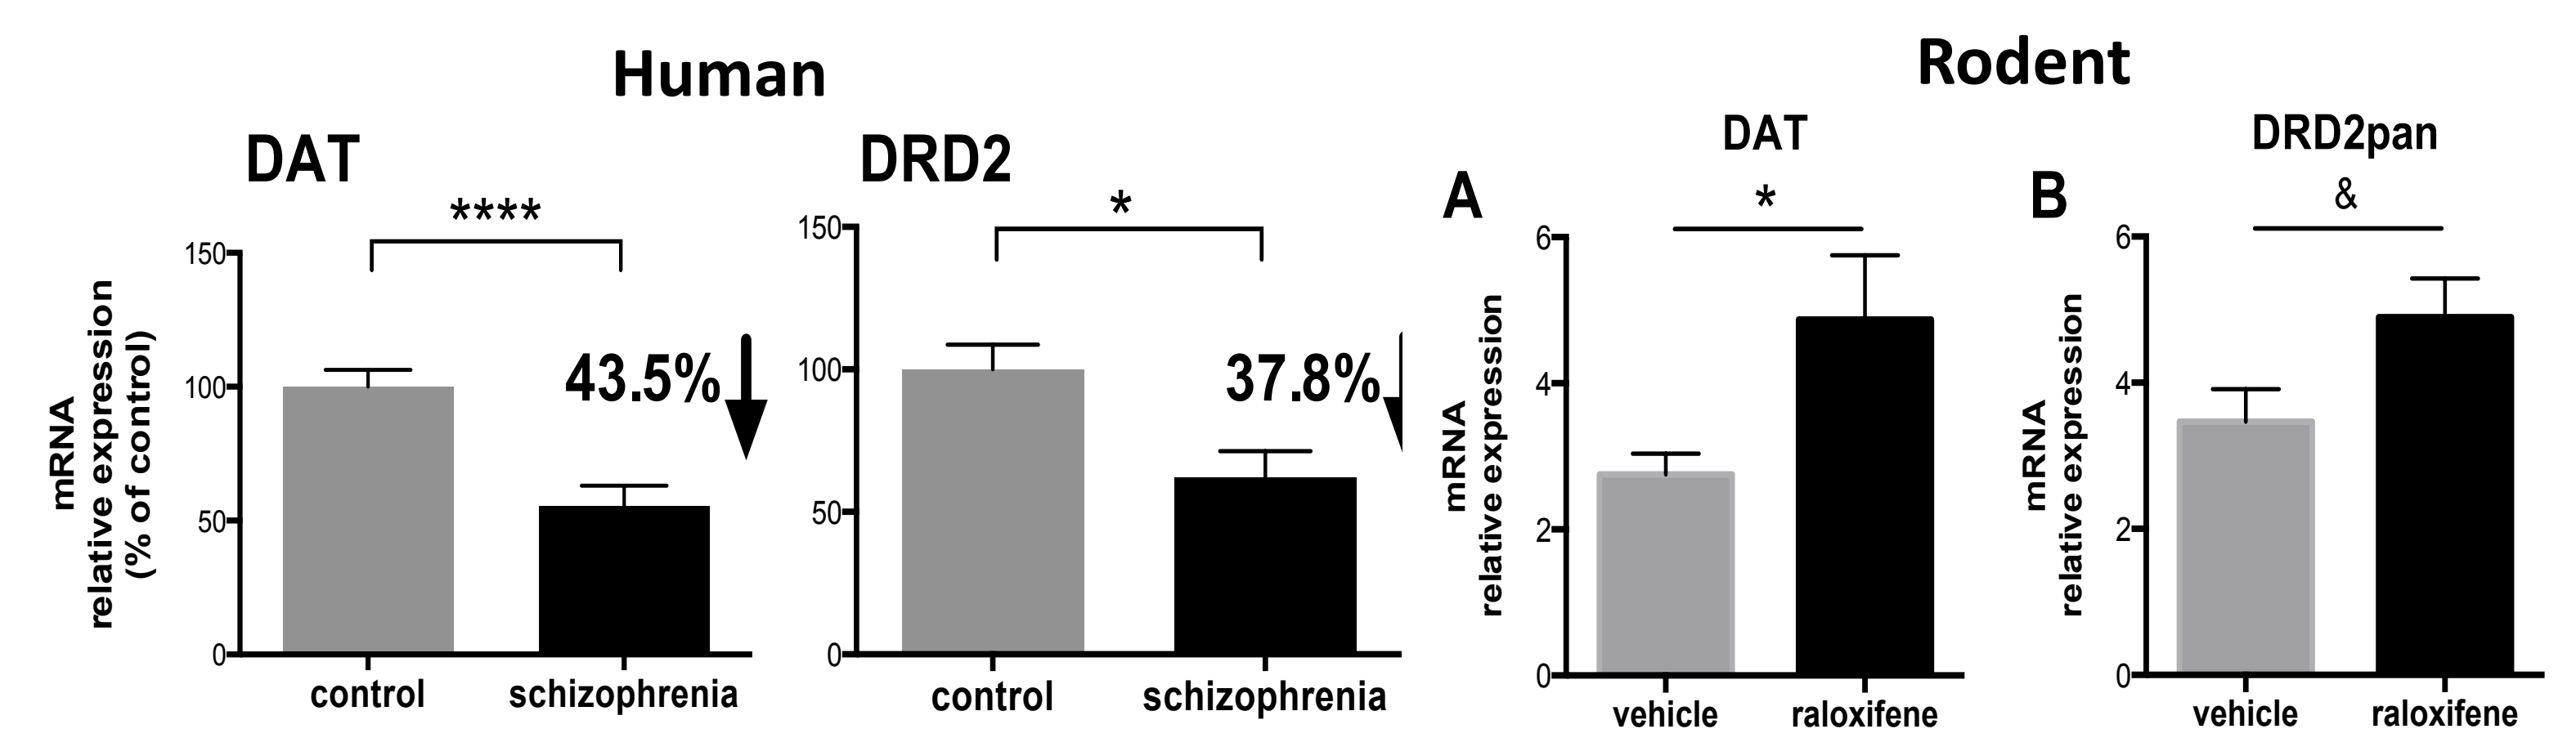 Human
DAT
****
150
100
50
0
mRNA
relative expression
(% of control)
43.5%
control
schizophrenia
DRD2
*
150
100
50
0
37.8%
control
schizophrenia
Rodent
A
DAT
*
6
4
2
0
mRNA
relative expression
vehicle
raloxifene
B
DRD2pan
&
6
4
2
0
mRNA
relative expression
vehicle
raloxifene